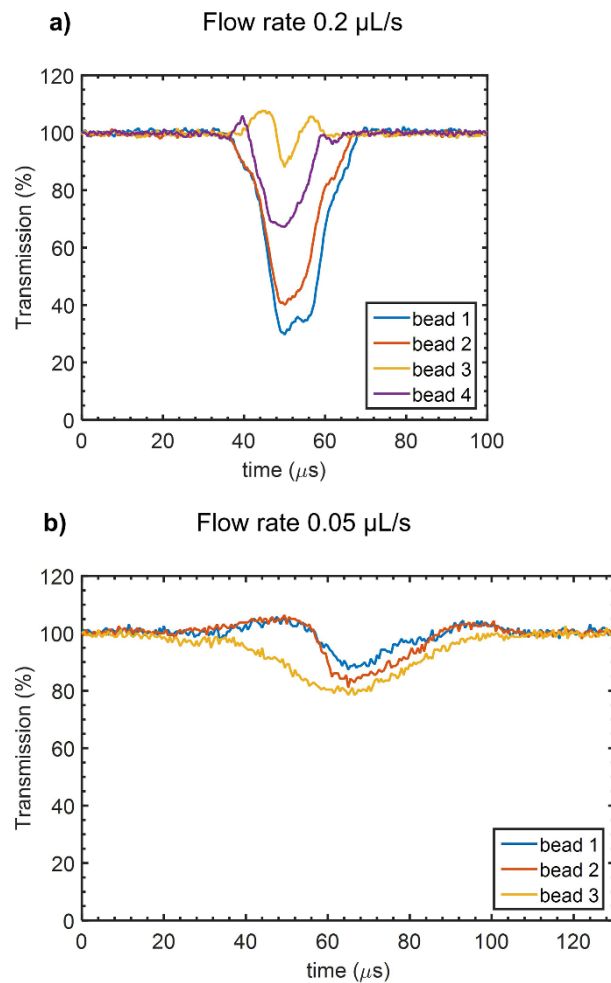 a) Flow rate 0.2 µL/s
120
100
80
60
40
20
0
Transmission (%)
0 20 40 60 80 100
time (µs)
bead 1
bead 2
bead 3
bead 4
b) Flow rate 0.05 µL/s
120
100
80
60
40
20
0
Transmission (%)
0 20 40 60 80 100 120
time (µs)
bead 1
bead 2
bead 3